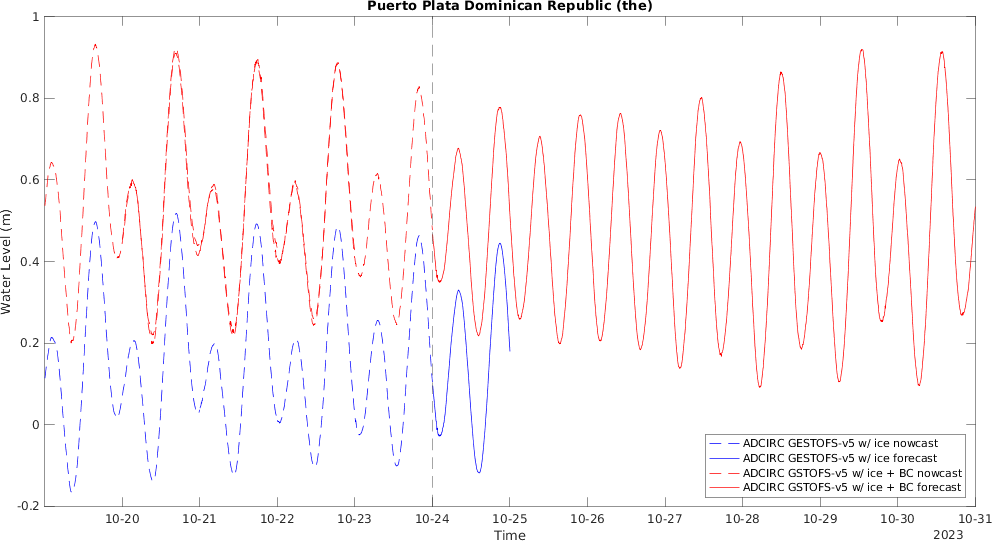 Puerto Plata Dominican Republic (the)
1
0.8
0.6
0.4
0.2
0
-0.2
Water Level (m)
ADCIRC GESTOFS-v5 w/ ice nowcast
ADCIRC GESTOFS-v5 w/ ice forecast
ADCIRC GSTOFS-v5 w/ ice + BC nowcast
ADCIRC GSTOFS-v5 w/ ice + BC forecast
10-20 10-21 10-22 10-23 10-24 10-25 10-26 10-27 10-28 10-29 10-30 10-31
Time
2023